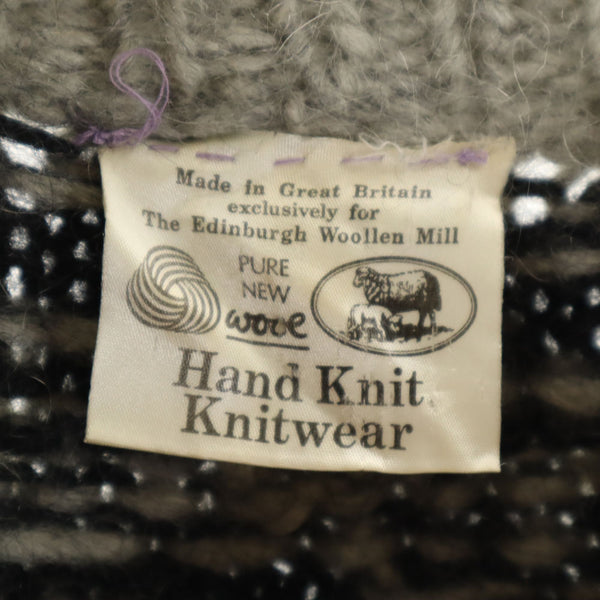 Made in Great Britain
exclusively for
The Edinburgh Woollen Mill
PURE
NEW
wool
Hand Knit
Knitwear